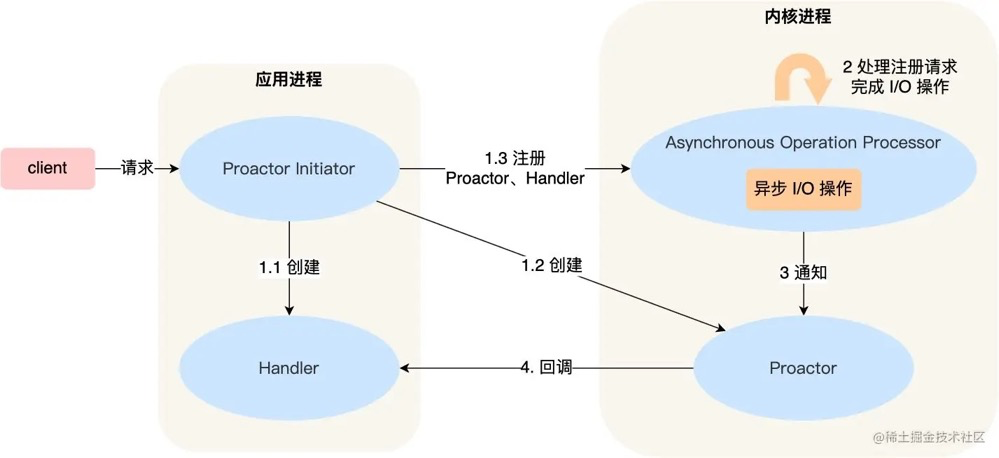 内核进程
应用进程
2 处理注册请求
完成 I/O 操作
client
请求
Proactor Initiator
1.3 注册
Proactor、Handler
Asynchronous Operation Processor
异步 I/O 操作
1.1 创建
1.2 创建
3 通知
Handler
4. 回调
Proactor
@稀土掘金技术社区